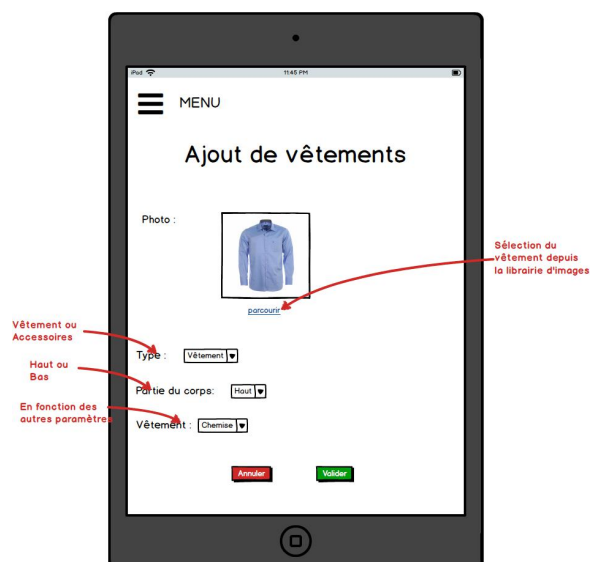 iPod
11:45 PM
MENU
Ajout de vêtements
Photo :
parcourir
Sélection du
vêtement depuis
la librairie d'images
Vêtement ou
Accessoires
Type :
Vêtement
Haut ou
Bas
Partie du corps:
Haut
En fonction des
autres paramètres
Vêtement :
Chemise
Annuler
Valider